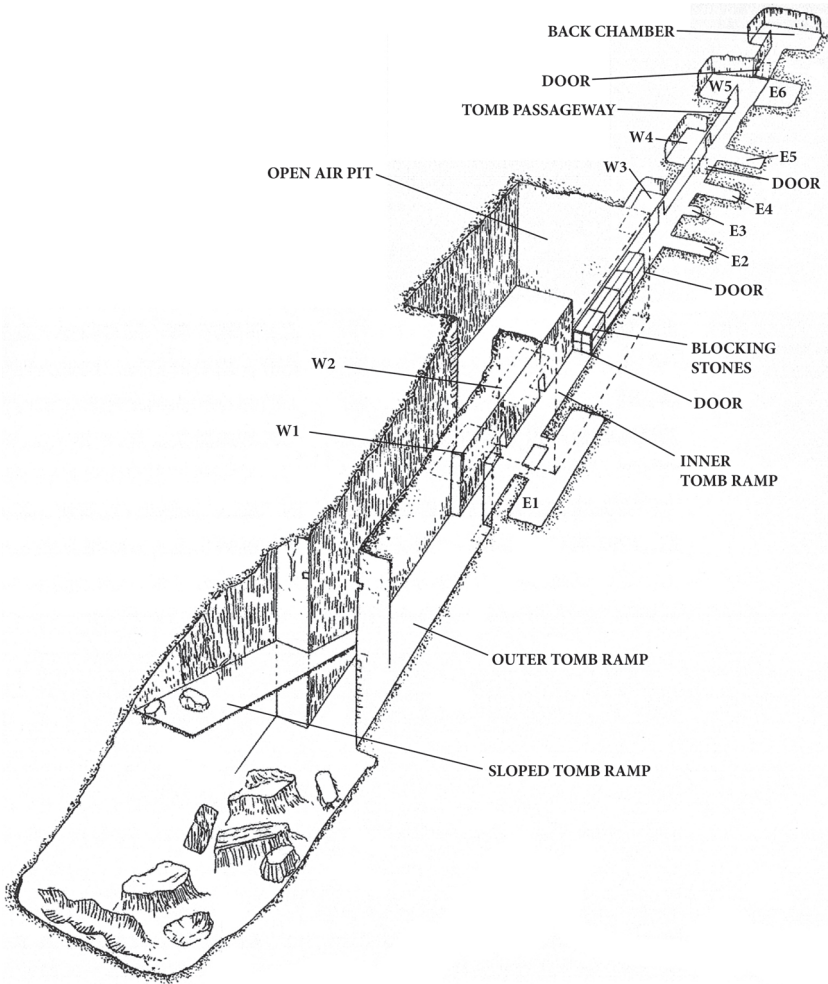 BACK CHAMBER
DOOR
W5
E6
TOMB PASSAGEWAY
W4
E5
W3
DOOR
OPEN AIR PIT
E4
E3
E2
DOOR
BLOCKING
STONES
W2
DOOR
W1
INNER
TOMB RAMP
E1
OUTER TOMB RAMP
SLOPED TOMB RAMP